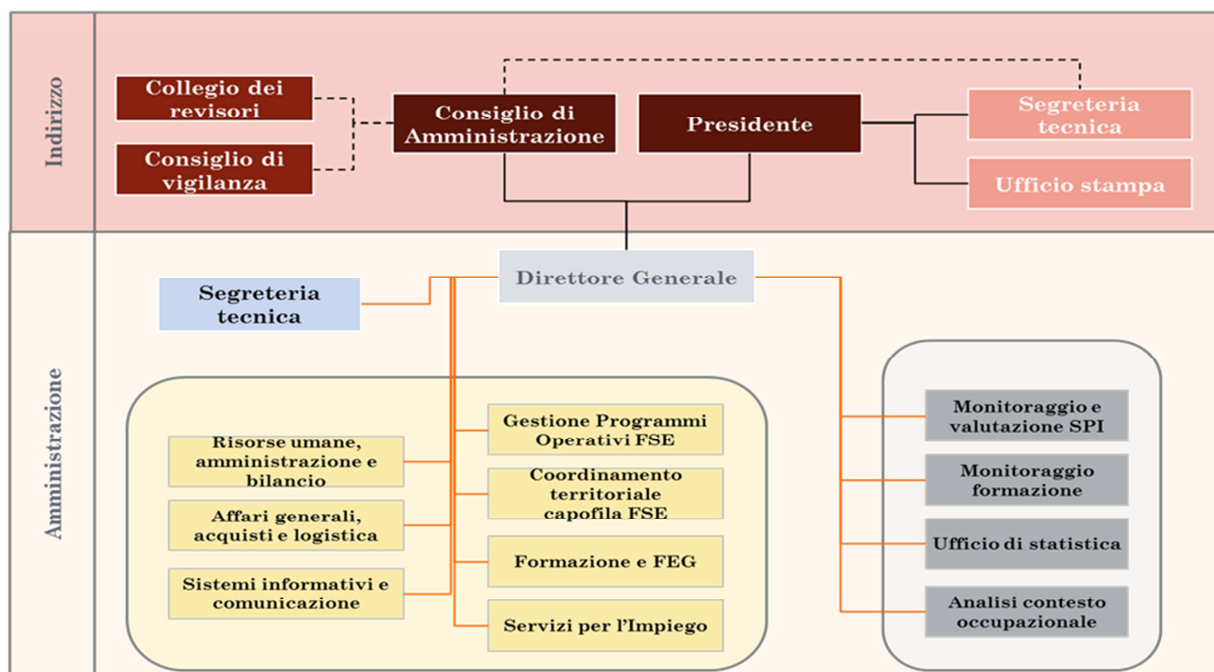 Indirizzo
Collegio dei
revisori
Consiglio di
vigilanza
Consiglio di
Amministrazione
Presidente
Segreteria
tecnica
Ufficio stampa
Amministrazione
Direttore Generale
Segreteria
tecnica
Risorse umane,
amministrazione e
bilancio
Affari generali,
acquisti e logistica
Sistemi informativi e
comunicazione
Gestione Programmi
Operativi FSE
Coordinamento
territoriale
capofila FSE
Formazione e FEG
Servizi per l'Impiego
Monitoraggio e
valutazione SPI
Monitoraggio
formazione
Ufficio di statistica
Analisi contesto
occupazionale